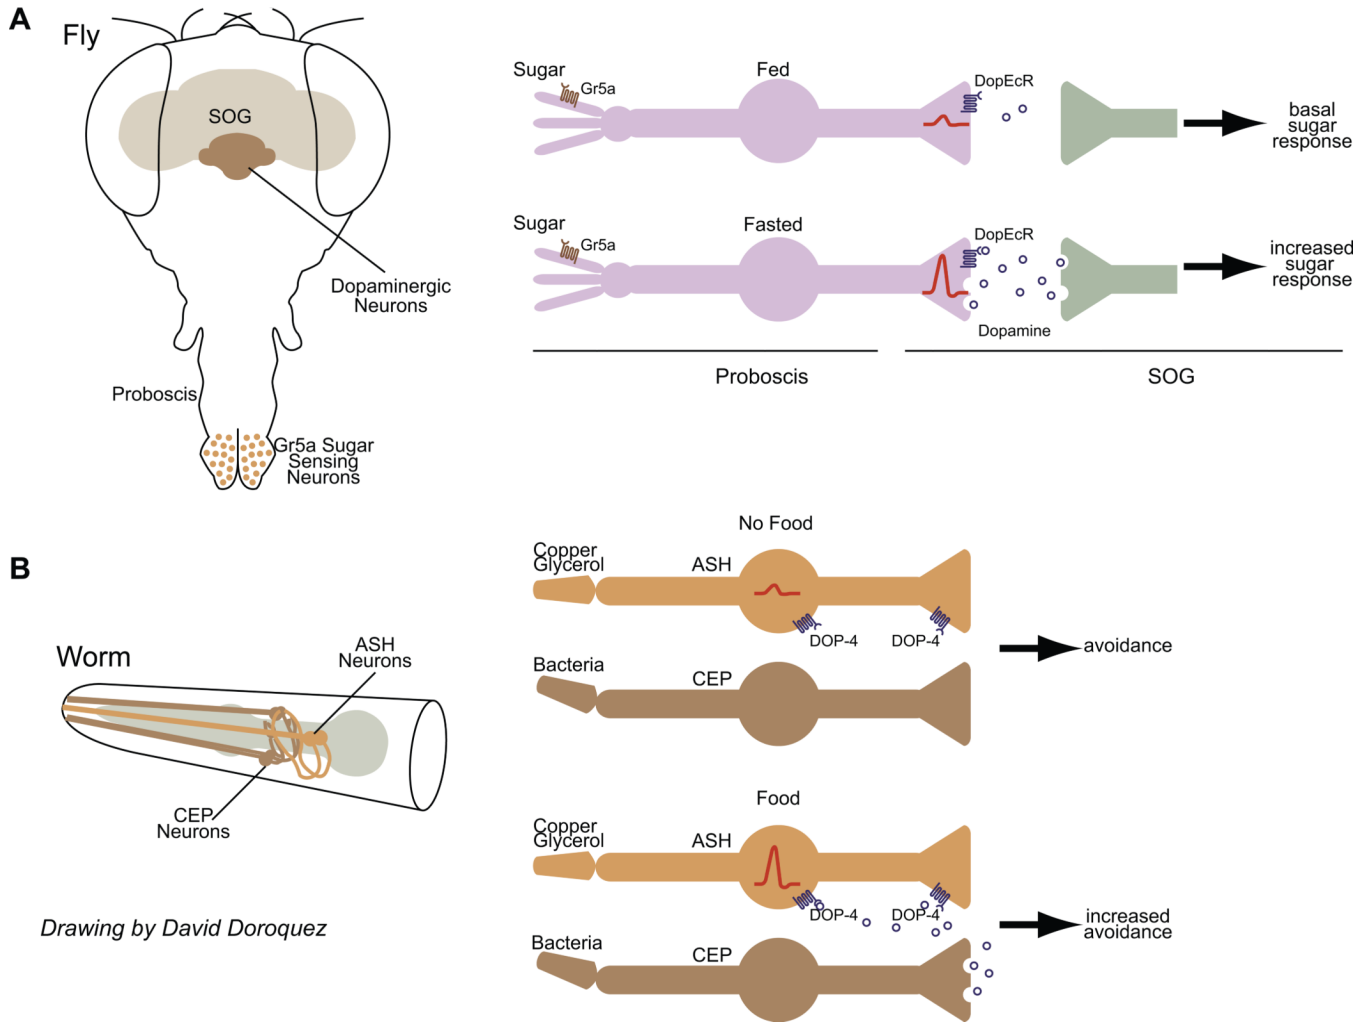 A
Fly
SOG
Dopaminergic
Neurons
Proboscis
Gr5a Sugar
Sensing
Neurons
Sugar
Gr5a
Fed
DopEcR
basal
sugar
response
Sugar
Gr5a
Fasted
DopEcR
Dopamine
increased
sugar
response
Proboscis
SOG
B
Worm
ASH
Neurons
CEP
Neurons
Drawing by David Doroquez
No Food
Copper
Glycerol
ASH
DOP-4
DOP-4
Bacteria
CEP
avoidance
Food
Copper
Glycerol
ASH
DOP-4
DOP-4
Bacteria
CEP
increased
avoidance